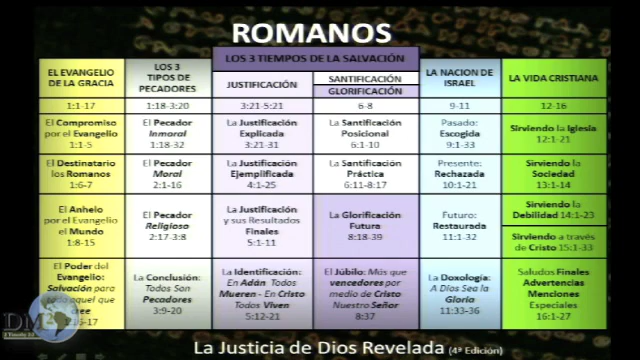 ROMANOS
EL EVANGELIO
DE LA GRACIA
LOS 3
TIPOS DE
PECADORES
LOS 3 TIEMPOS DE LA SALVACIÓN
JUSTIFICACIÓN
SANTIFICACIÓN
GLORIFICACIÓN
LA NACION DE
ISRAEL
LA VIDA CRISTIANA
1:1-17
1:18-3:20
3:21-5:21
6-8
9-11
12-16
El Compromiso
por el Evangelio
1:1-5
El Pecador
Inmoral
1:18-32
La Justificación
Explicada
3:21-31
La Santificación
Posicional
6:1-10
Pasado:
Escogida
9:1-33
Sirviendo la Iglesia
12:1-21
El Destinatario
los Romanos
1:6-7
El Pecador
Moral
2:1-16
La Justificación
Ejemplificada
4:1-25
La Santificación
Práctica
6:11-8:17
Presente:
Rechazada
10:1-21
Sirviendo la
Sociedad
13:1-14
El Anhelo
por el Evangelio
el Mundo
1:8-15
El Pecador
Religioso
2:17-3:8
La Justificación
y sus Resultados
Finales
5:1-11
La Glorificación
Futura
8:18-39
Futuro:
Restaurada
11:1-32
Sirviendo la
Debilidad 14:1-23
Sirviendo a través
de Cristo 15:1-33
El Poder del
Evangelio:
Salvación para
todo aquel que
cree
1:16-17
La Conclusión:
Todos Son
Pecadores
3:9-20
La Identificación:
En Adán Todos
Mueren - En Cristo
Todos Viven
5:12-21
El Júbilo: Más que
vencedores por
medio de Cristo
Nuestro Señor
8:37
La Doxología:
A Dios Sea la
Gloria
11:33-36
Saludos Finales
Advertencias
Menciones
Especiales
16:1-27
DM2
2 Timoteo 2:2
La Justicia de Dios Revelada (4ª Edición)